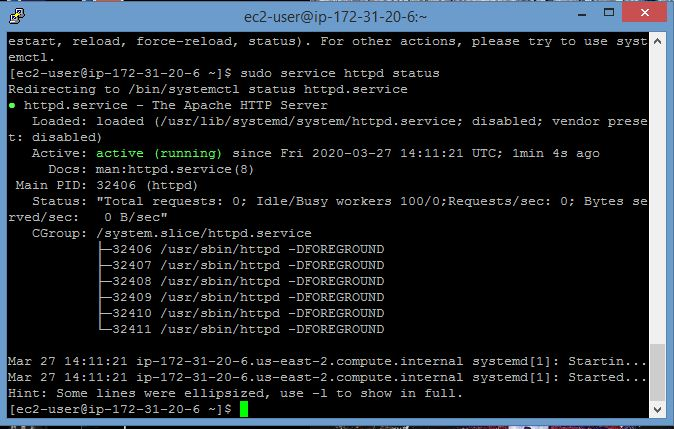 ec2-user@ip-172-31-20-6:~
estart, reload, force-reload, status). For other actions, please try to use syst
emctl.
[ec2-user@ip-172-31-20-6 ~]$ sudo service httpd status
Redirecting to /bin/systemctl status httpd.service
● httpd.service - The Apache HTTP Server
   Loaded: loaded (/usr/lib/systemd/system/httpd.service; disabled; vendor prese
t: disabled)
   Active: active (running) since Fri 2020-03-27 14:11:21 UTC; 1min 4s ago
     Docs: man:httpd.service(8)
 Main PID: 32406 (httpd)
   Status: "Total requests: 0; Idle/Busy workers 100/0;Requests/sec: 0; Bytes se
rved/sec:   0 B/sec"
   CGroup: /system.slice/httpd.service
           ├─32406 /usr/sbin/httpd -DFOREGROUND
           ├─32407 /usr/sbin/httpd -DFOREGROUND
           ├─32408 /usr/sbin/httpd -DFOREGROUND
           ├─32409 /usr/sbin/httpd -DFOREGROUND
           ├─32410 /usr/sbin/httpd -DFOREGROUND
           └─32411 /usr/sbin/httpd -DFOREGROUND
Mar 27 14:11:21 ip-172-31-20-6.us-east-2.compute.internal systemd[1]: Startin...
Mar 27 14:11:21 ip-172-31-20-6.us-east-2.compute.internal systemd[1]: Started...
Hint: Some lines were ellipsized, use -l to show in full.
[ec2-user@ip-172-31-20-6 ~]$